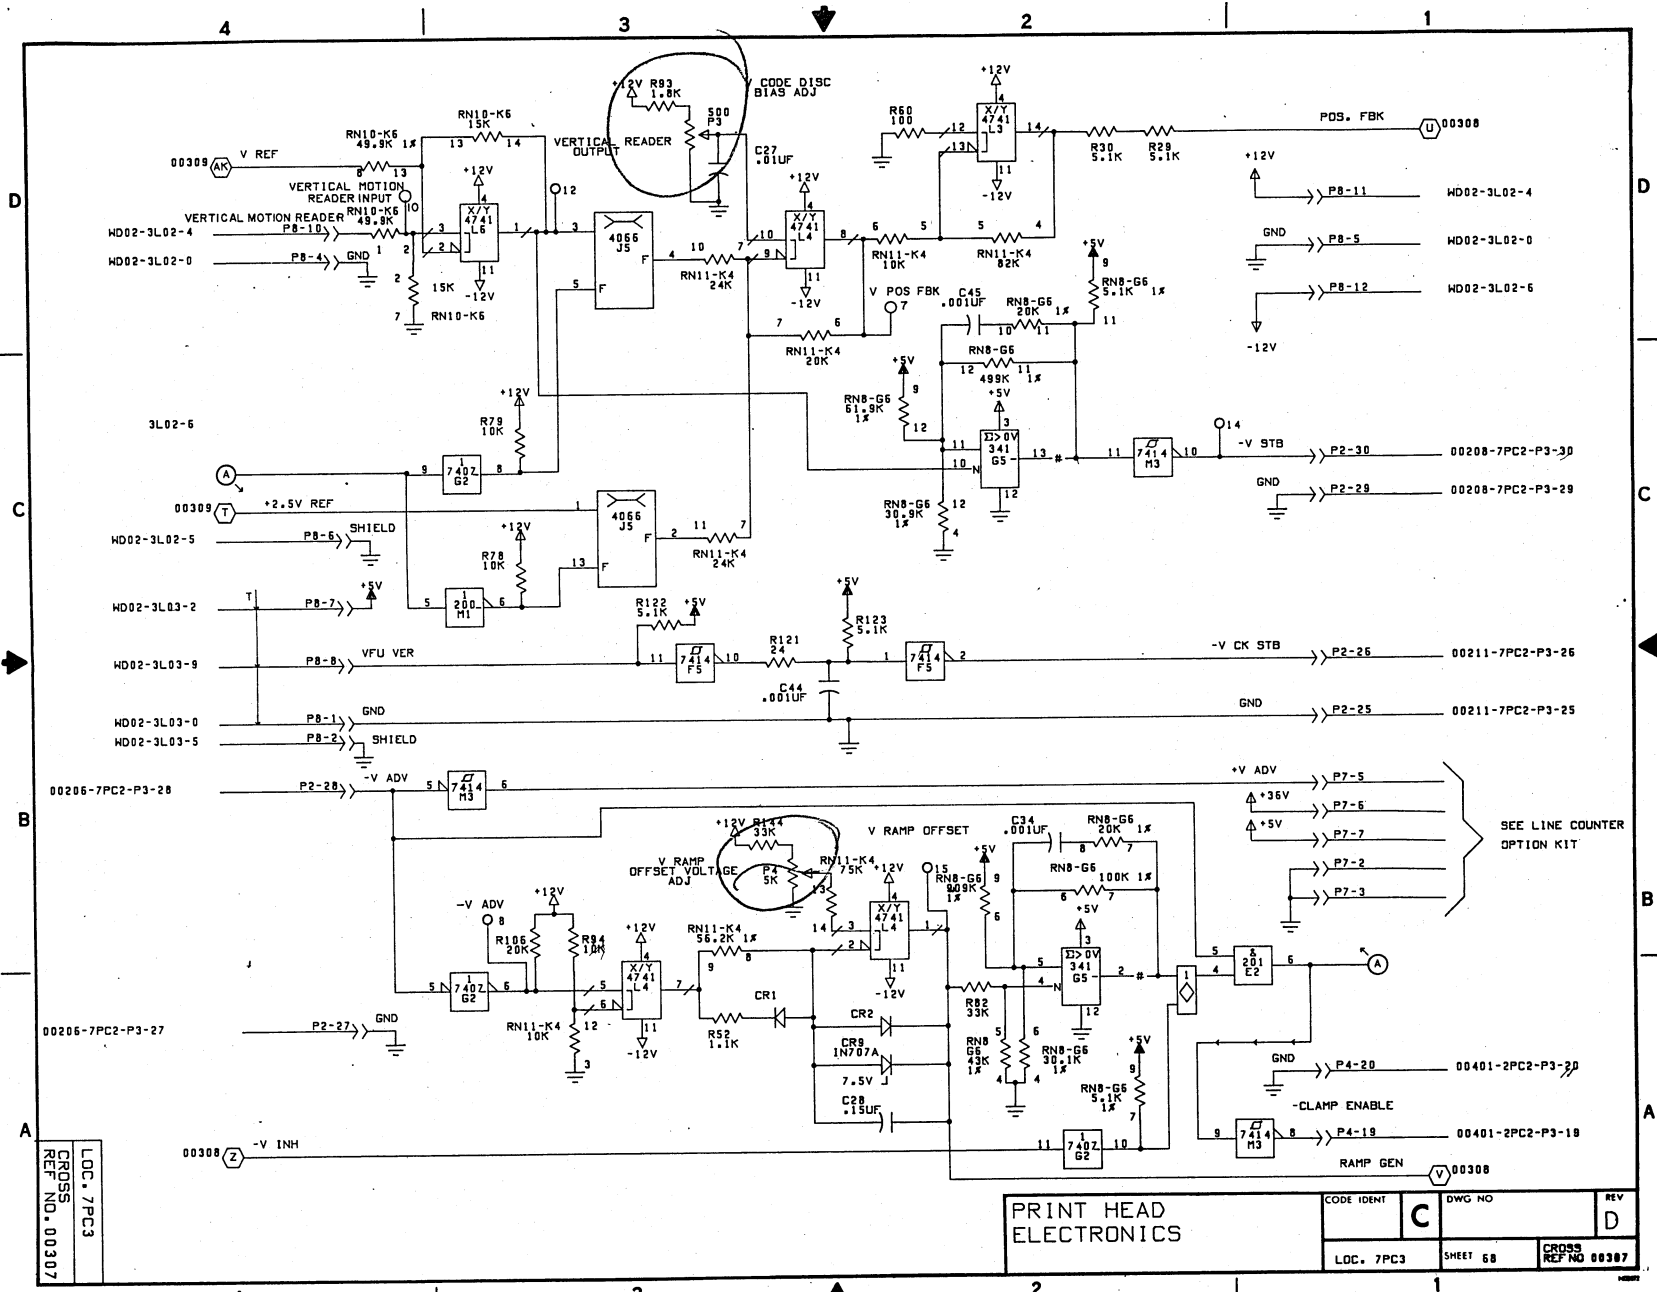 4 3 2 1
+12V R93 1.8K
V CODE DISC
BIAS ADJ
500
P3
VERTICAL READER
OUTPUT
C27
.01UF
RN10-K6
15K
13 14
RN10-K6
49.9K 1%
8 13
00309 AK V REF
VERTICAL MOTION
READER INPUT
10
VERTICAL MOTION READER
RN10-K6
49.9K
WD02-3L02-4 P8-10 1 2
WD02-3L02-0 P8-4 GND
2 15K
7 RN10-K6
+12V
4
X/Y
4741
L6
3 2 1
11
-12V
12
3 4066
J5
F 4
5 F
10 7
RN11-K4
24K
+12V
4
X/Y
4741
L4
10 9 8
11
-12V
6 5
RN11-K4
10K
5 4
RN11-K4
82K
R60
100
+12V
4
X/Y
4741
L3
12 13 14
11
-12V
R30
5.1K
R29
5.1K
POS. FBK U 00308
+12V P8-11 WD02-3L02-4
GND P8-5 WD02-3L02-0
P8-12 WD02-3L02-6
-12V
D D
V POS FBK
7
7 6
RN11-K4
20K
C45
.001UF
RN8-G6
20K 1%
10 11
+5V
9
RN8-G6
5.1K 1%
11
RN8-G6
12 11
499K 1%
+5V
9
RN8-G6
61.9K
1%
12
+5V
3
Σ>0V
341
G5
11 10 N 13 #
12
RN8-G6
30.9K
1%
12
4
11 7414
M3
10
14
-V STB P2-30 00208-7PC2-P3-30
GND P2-29 00208-7PC2-P3-29
3L02-6
A
R79
10K
+12V
9 1
7407
G2
8
C C
00309 T +2.5V REF
1 4066
J5
F 2
13 F
11 7
RN11-K4
24K
WD02-3L02-5 P8-6 SHIELD
R78
10K
+12V
WD02-3L03-2 P8-7 +5V
T
5 1
200
M1
6
R122
5.1K
+5V
WD02-3L03-9 P8-8 VFU VER
11 7414
F5
10
R121
24
+5V
R123
5.1K
C44
.001UF
1 7414
F5
2
-V CK STB P2-26 00211-7PC2-P3-26
WD02-3L03-0 P8-1 GND
GND P2-25 00211-7PC2-P3-25
WD02-3L03-5 P8-2 SHIELD
00206-7PC2-P3-28 P2-28 -V ADV
5 7414
M3
6
+V ADV P7-5
+36V P7-6
+5V P7-7
P7-2
P7-3
SEE LINE COUNTER
OPTION KIT
B B
+12V R144
33K
V RAMP
OFFSET VOLTAGE
ADJ
P4
5K
RN11-K4
75K
13
14
V RAMP OFFSET
+12V
4
X/Y
4741
L4
3 2 1
11
-12V
15
-V ADV
8
R106
20K
+12V
R94
10K
5 1
7407
G2
6
RN11-K4
10K
12
3
+12V
4
X/Y
4741
L4
5 6 7
11
-12V
RN11-K4
56.2K 1%
9 8
R52
1.1K
CR1
CR2
CR9
1N707A
7.5V
C28
.15UF
+5V
9
RN8-G6
909K
1%
6
C34
.001UF
RN8-G6
20K 1%
8 7
RN8-G6
100K 1%
6 7
+5V
3
Σ>0V
341
G5
5 4 N 2 #
12
R82
33K
5
RN8
G6
43K
1%
4
6
RN8-G6
30.1K
1%
4
+5V
9
RN8-G6
5.1K
1%
7
1
5 4 &
201
E2
6
A
00206-7PC2-P3-27 P2-27 GND
GND P4-20 00401-2PC2-P3-20
-CLAMP ENABLE
9 7414
M3
8
P4-19 00401-2PC2-P3-19
A A
00308 Z -V INH
11 1
7407
G2
10
RAMP GEN V 00308
LOC. 7PC3
CROSS
REF NO. 00307
PRINT HEAD
ELECTRONICS
CODE IDENT C DWG NO REV D
LOC. 7PC3 SHEET 68 CROSS
REF NO 00307
2 1